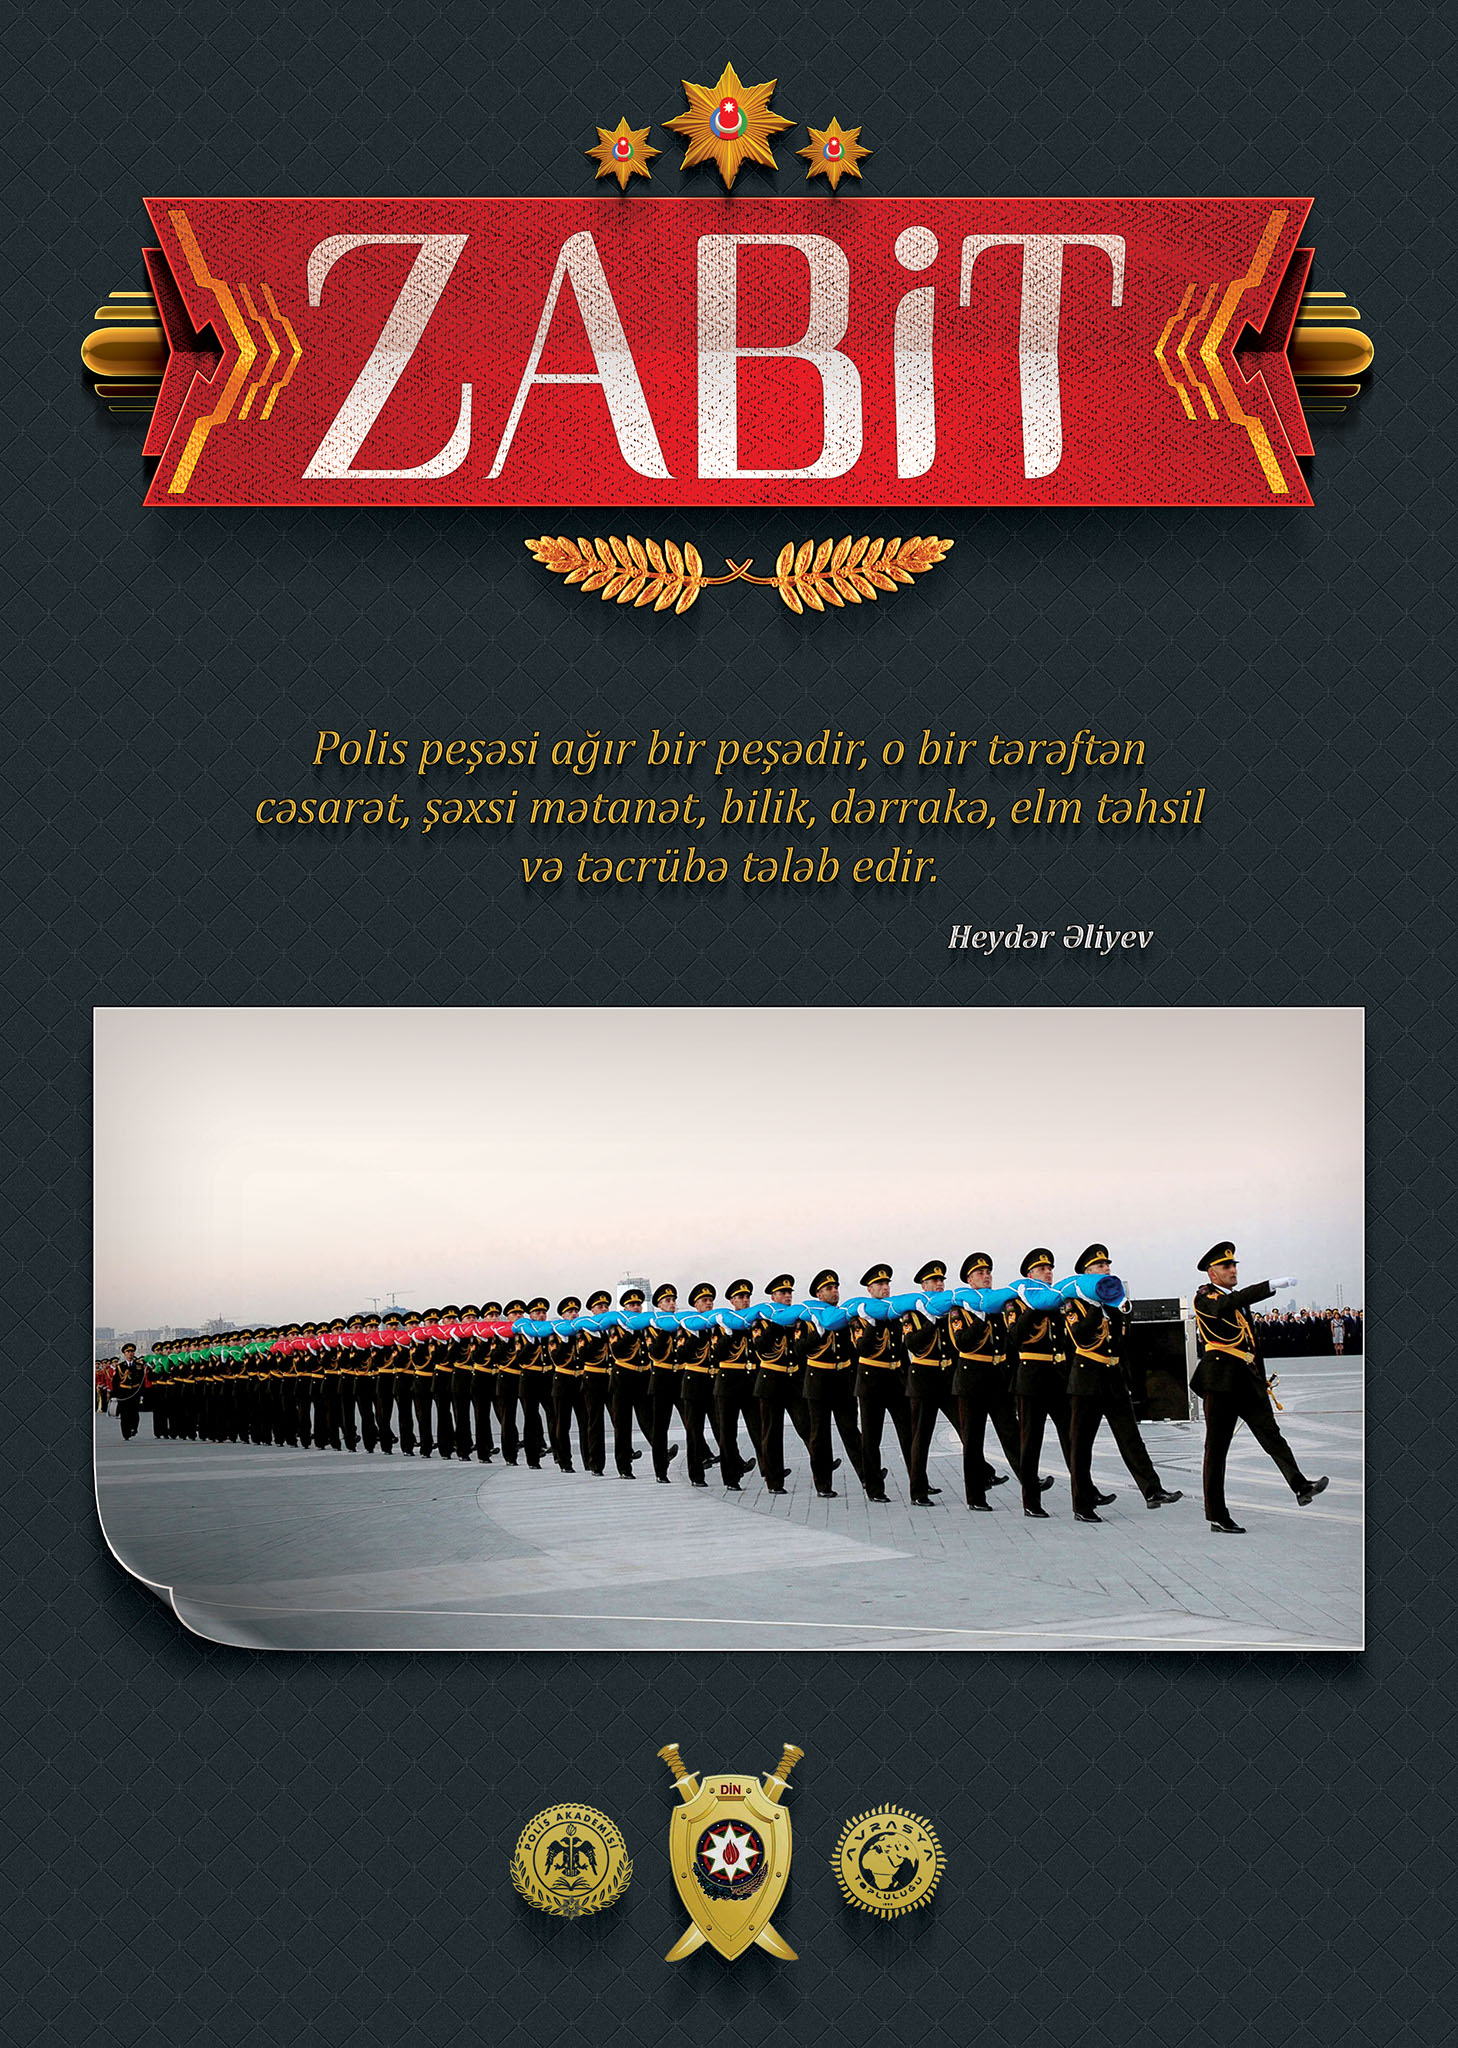 ZABİT
Polis peşəsi ağır bir peşədir, o bir tərəftən
cəsarət, şəxsi mətanət, bilik, dərrakə, elm təhsil
və təcrübə tələb edir.
Heydər Əliyev
POLİS AKADEMİSİ
DİN
AVRASYA
TOPLULUĞU